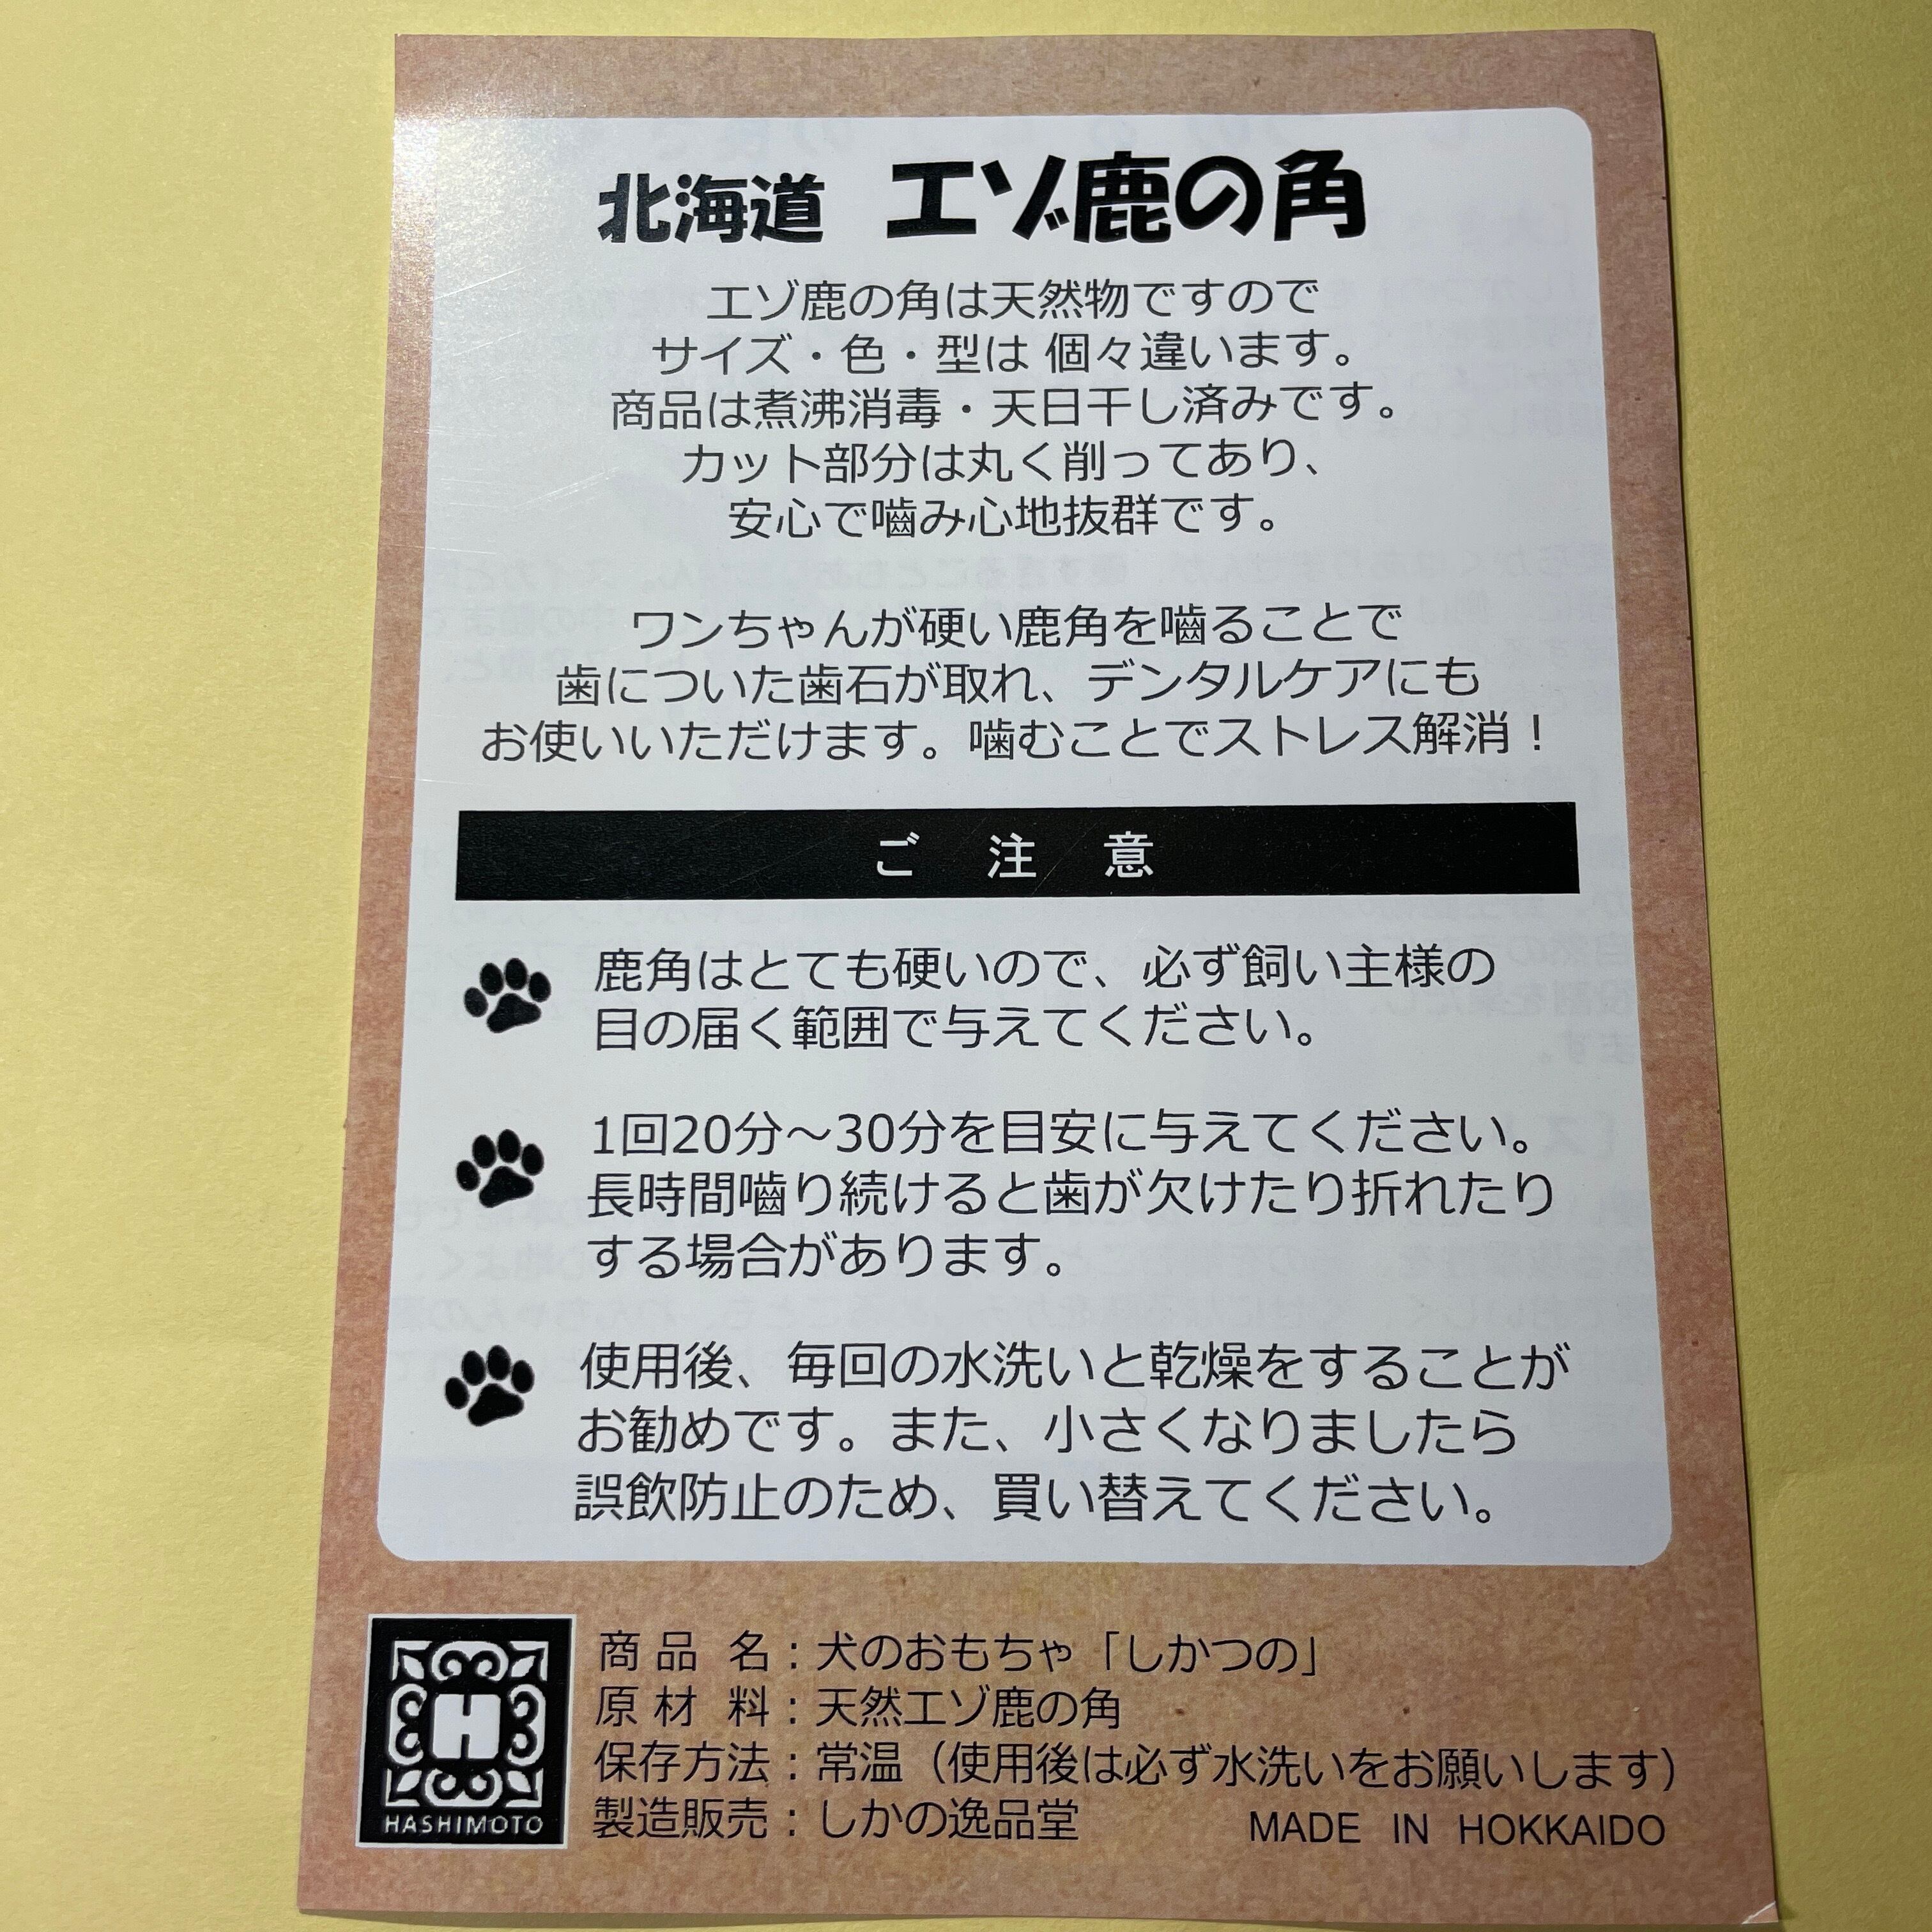 北海道 エゾ鹿の角
エゾ鹿の角は天然物ですので
サイズ・色・型は 個々違います。
商品は煮沸消毒・天日干し済みです。
カット部分は丸く削ってあり、
安心で嚙み心地抜群です。
ワンちゃんが硬い鹿角を嚙ることで
歯についた歯石が取れ、デンタルケアにも
お使いいただけます。噛むことでストレス解消！
ご 注 意
鹿角はとても硬いので、必ず飼い主様の
目の届く範囲で与えてください。
1回20分～30分を目安に与えてください。
長時間嚙り続けると歯が欠けたり折れたり
する場合があります。
使用後、毎回の水洗いと乾燥をすることが
お勧めです。また、小さくなりましたら
誤飲防止のため、買い替えてください。
商品名：犬のおもちゃ「しかつの」
原材料：天然エゾ鹿の角
保存方法：常温（使用後は必ず水洗いをお願いします）
製造販売：しかの逸品堂 MADE IN HOKKAIDO
H
HASHIMOTO